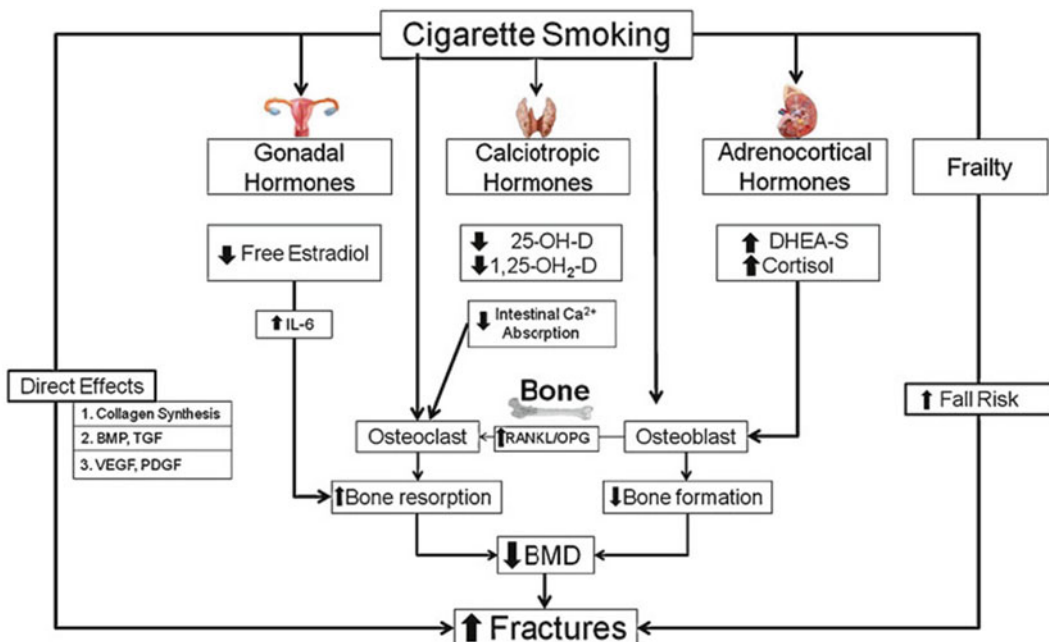 Cigarette Smoking
Gonadal
Hormones
Calciotropic
Hormones
Adrenocortical
Hormones
Frailty
⬇ Free Estradiol
⬇ 25-OH-D
⬇1,25-OH₂-D
⬆ DHEA-S
⬆ Cortisol
⬆ IL-6
⬇ Intestinal Ca²⁺
Absorption
Direct Effects
1. Collagen Synthesis
2. BMP, TGF
3. VEGF, PDGF
⬆ Fall Risk
Bone
Osteoclast
⬆RANKL/OPG
Osteoblast
⬆Bone resorption
⬇Bone formation
⬇BMD
⬆ Fractures